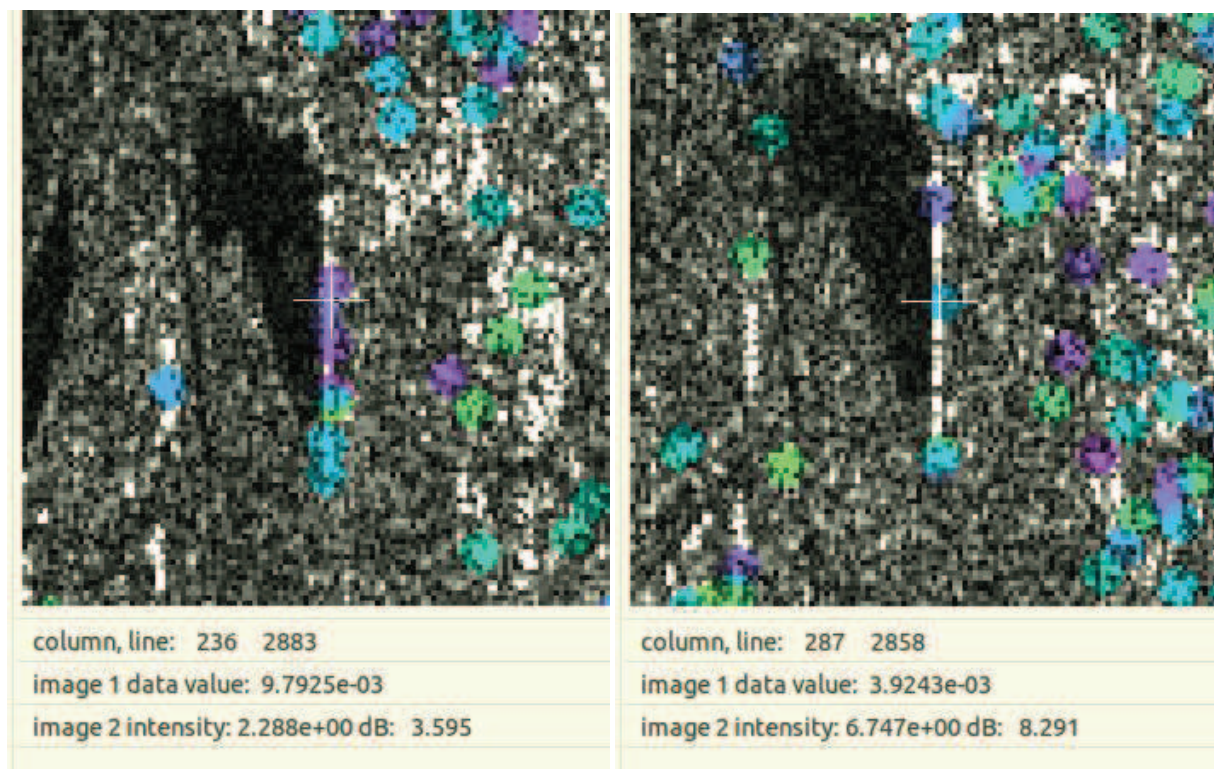 column, line: 236 2883
image 1 data value: 9.7925e-03
image 2 intensity: 2.288e+00 dB: 3.595
column, line: 287 2858
image 1 data value: 3.9243e-03
image 2 intensity: 6.747e+00 dB: 8.291